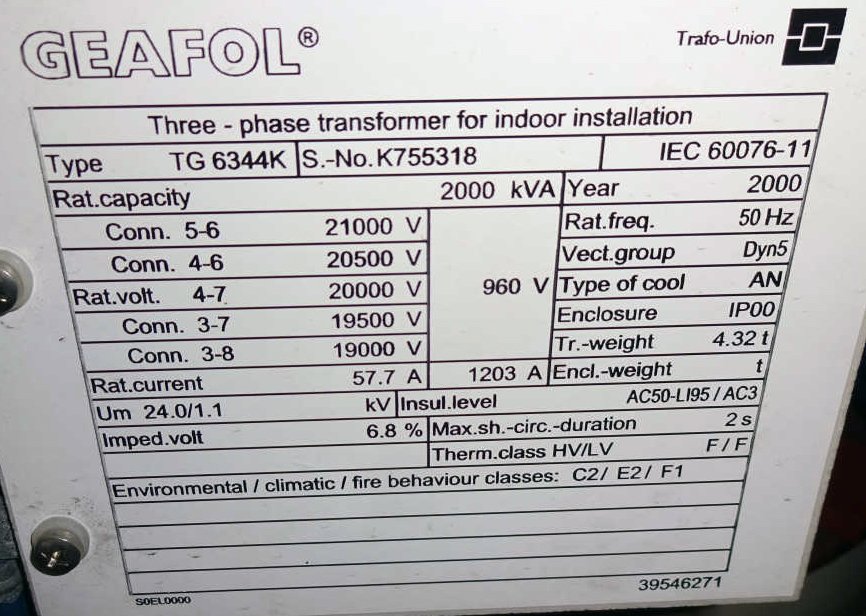 GEAFOL®
Trafo-Union
Three - phase transformer for indoor installation
Type TG 6344K S.-No. K755318 IEC 60076-11
Rat.capacity 2000 kVA Year 2000
Conn. 5-6 21000 V Rat.freq. 50 Hz
Conn. 4-6 20500 V Vect.group Dyn5
Rat.volt. 4-7 20000 V 960 V Type of cool AN
Conn. 3-7 19500 V Enclosure IP00
Conn. 3-8 19000 V Tr.-weight 4.32 t
Rat.current 57.7 A 1203 A Encl.-weight t
Um 24.0/1.1 kV Insul.level AC50-LI95 / AC3
Imped.volt 6.8 % Max.sh.-circ.-duration 2 s
Therm.class HV/LV F / F
Environmental / climatic / fire behaviour classes: C2/ E2/ F1
S0EL0000 39546271